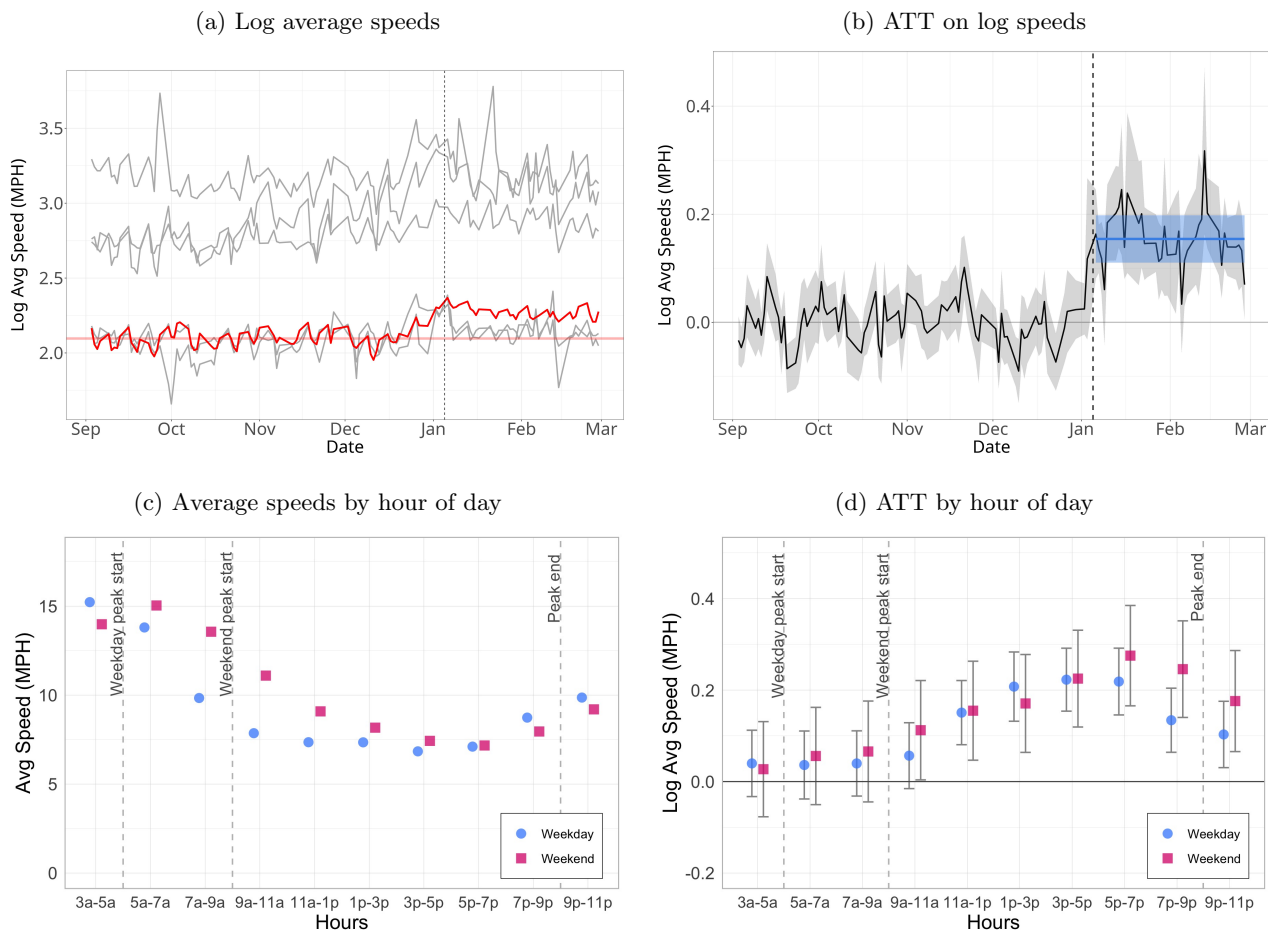 (a) Log average speeds
Log Avg Speed (MPH)
3.5
3.0
2.5
2.0
Sep Oct Nov Dec Jan Feb Mar
Date
(b) ATT on log speeds
Log Avg Speeds (MPH)
0.4
0.2
0.0
Sep Oct Nov Dec Jan Feb Mar
Date
(c) Average speeds by hour of day
Avg Speed (MPH)
15
10
5
0
Weekday peak start
Weekend peak start
Peak end
Weekday
Weekend
3a-5a 5a-7a 7a-9a 9a-11a 11a-1p 1p-3p 3p-5p 5p-7p 7p-9p 9p-11p
Hours
(d) ATT by hour of day
Log Avg Speed (MPH)
0.4
0.2
0.0
-0.2
Weekday peak start
Weekend peak start
Peak end
Weekday
Weekend
3a-5a 5a-7a 7a-9a 9a-11a 11a-1p 1p-3p 3p-5p 5p-7p 7p-9p 9p-11p
Hours